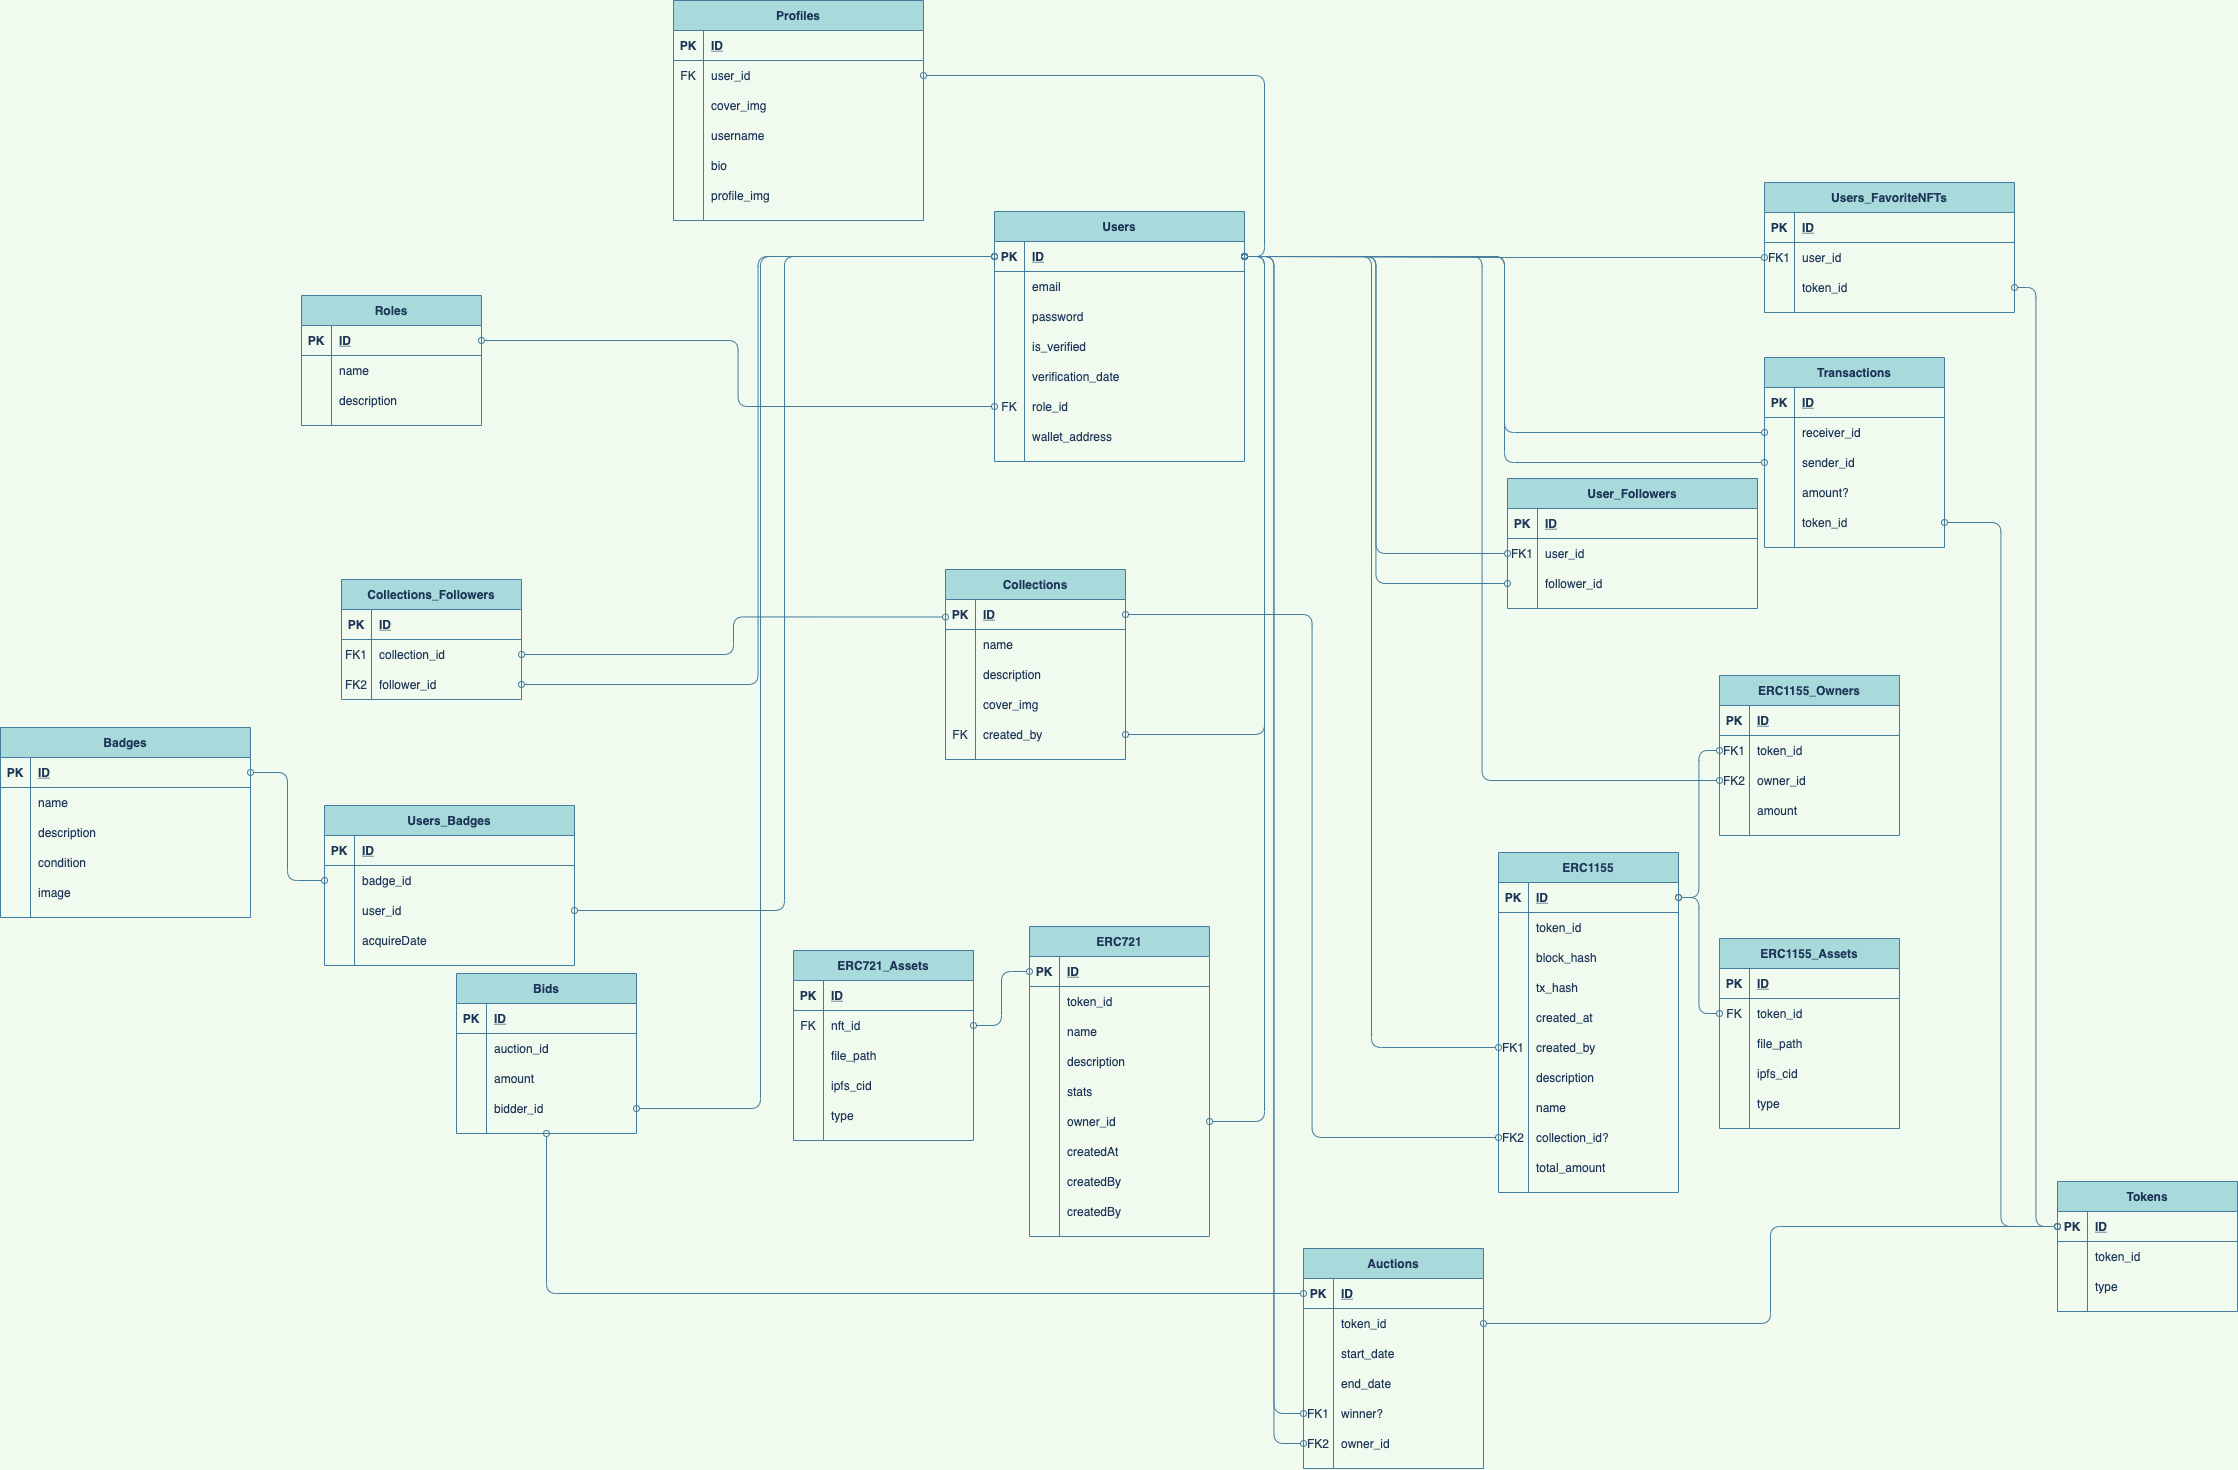 Profiles
PK ID
FK user_id
cover_img
username
bio
profile_img
Users
PK ID
email
password
is_verified
verification_date
FK role_id
wallet_address
Users_FavoriteNFTs
PK ID
FK1 user_id
token_id
Roles
PK ID
name
description
Transactions
PK ID
receiver_id
sender_id
amount?
token_id
User_Followers
PK ID
FK1 user_id
follower_id
Collections_Followers
PK ID
FK1 collection_id
FK2 follower_id
Collections
PK ID
name
description
cover_img
FK created_by
ERC1155_Owners
PK ID
FK1 token_id
FK2 owner_id
amount
Badges
PK ID
name
description
condition
image
Users_Badges
PK ID
badge_id
user_id
acquireDate
ERC1155
PK ID
token_id
block_hash
tx_hash
created_at
FK1 created_by
description
name
FK2 collection_id?
total_amount
ERC1155_Assets
PK ID
FK token_id
file_path
ipfs_cid
type
Bids
PK ID
auction_id
amount
bidder_id
ERC721_Assets
PK ID
FK nft_id
file_path
ipfs_cid
type
ERC721
PK ID
token_id
name
description
stats
owner_id
createdAt
createdBy
createdBy
Tokens
PK ID
token_id
type
Auctions
PK ID
token_id
start_date
end_date
FK1 winner?
FK2 owner_id